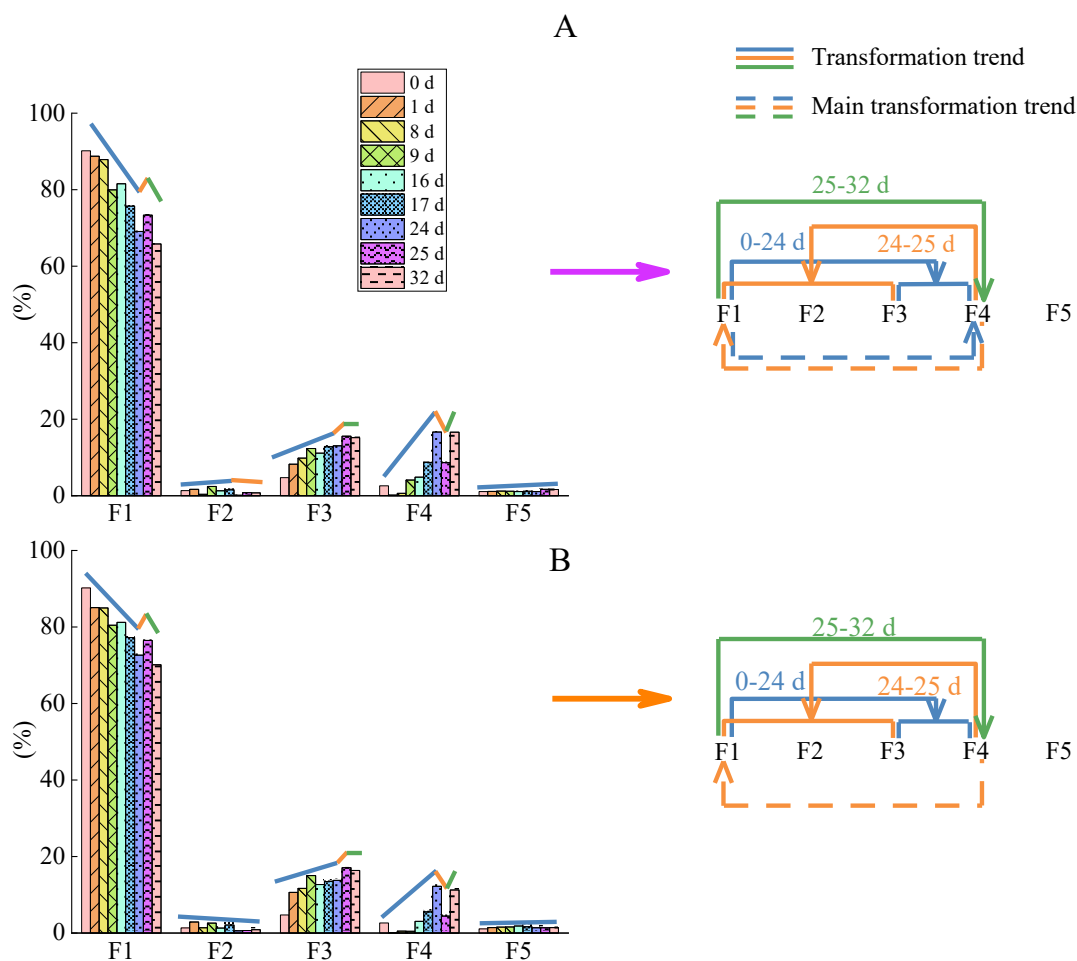 A
Transformation trend
Main transformation trend
0 d
1 d
8 d
9 d
16 d
17 d
24 d
25 d
32 d
100
80
60
40
20
0
(%)
F1 F2 F3 F4 F5
25-32 d
0-24 d 24-25 d
F1 F2 F3 F4 F5
B
100
80
60
40
20
0
(%)
F1 F2 F3 F4 F5
25-32 d
0-24 d 24-25 d
F1 F2 F3 F4 F5